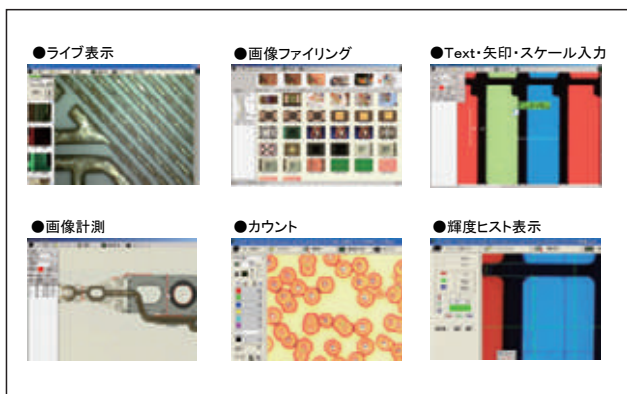 ●ライブ表示
●画像ファイリング
●Text・矢印・スケール入力
●画像計測
●カウント
●輝度ヒスト表示